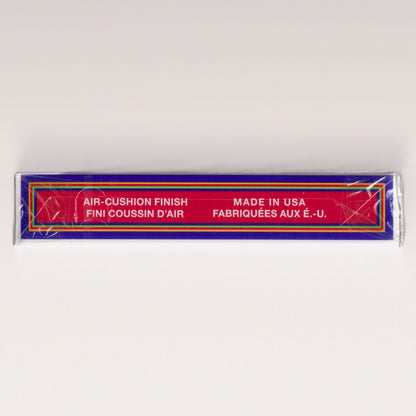 AIR-CUSHION FINISH
FINI COUSSIN D'AIR
MADE IN USA
FABRIQUÉES AUX É.-U.